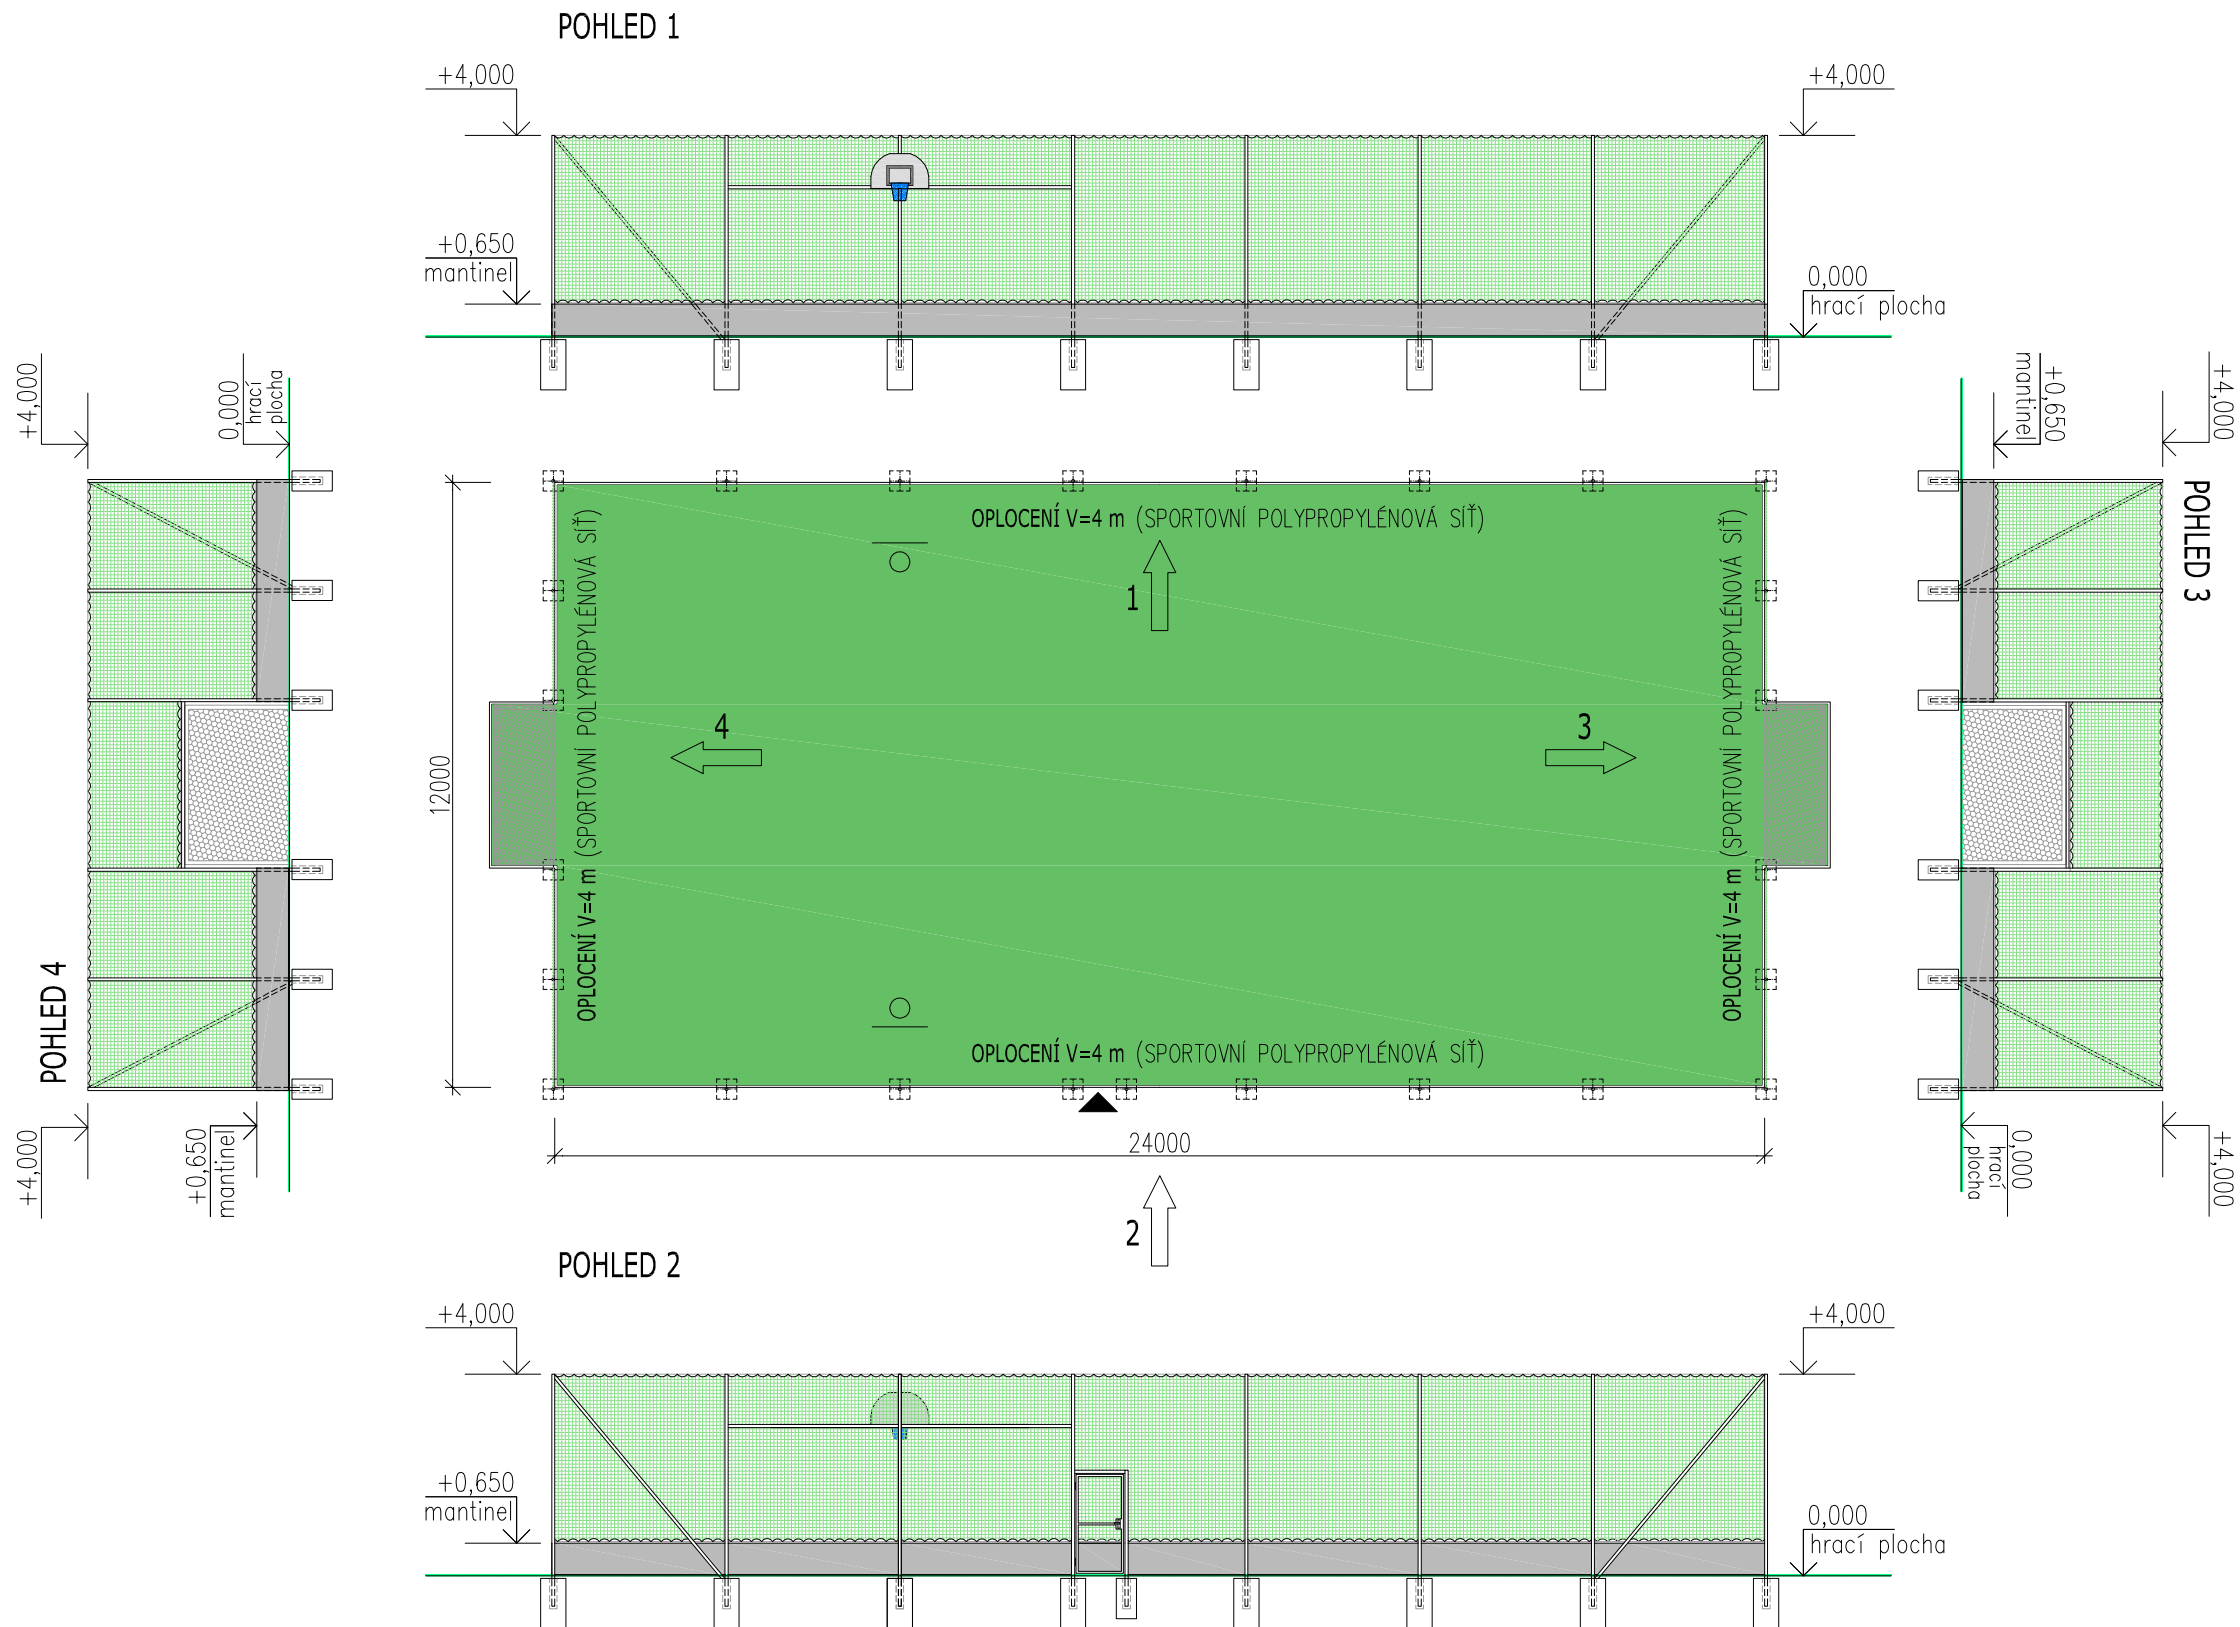 POHLED 1
+4,000
+4,000
+0,650
mantinel
0,000
hrací plocha
+4,000
0,000
hrací
plocha
+0,650
mantinel
+4,000
POHLED 3
OPLOCENÍ V=4 m (SPORTOVNÍ POLYPROPYLÉNOVÁ SÍŤ)
OPLOCENÍ V=4 m (SPORTOVNÍ POLYPROPYLÉNOVÁ SÍŤ)
OPLOCENÍ V=4 m (SPORTOVNÍ POLYPROPYLÉNOVÁ SÍŤ)
1
4
3
12000
OPLOCENÍ V=4 m (SPORTOVNÍ POLYPROPYLÉNOVÁ SÍŤ)
POHLED 4
+4,000
+0,650
mantinel
24000
0,000
hrací
plocha
+4,000
2
POHLED 2
+4,000
+4,000
+0,650
mantinel
0,000
hrací plocha